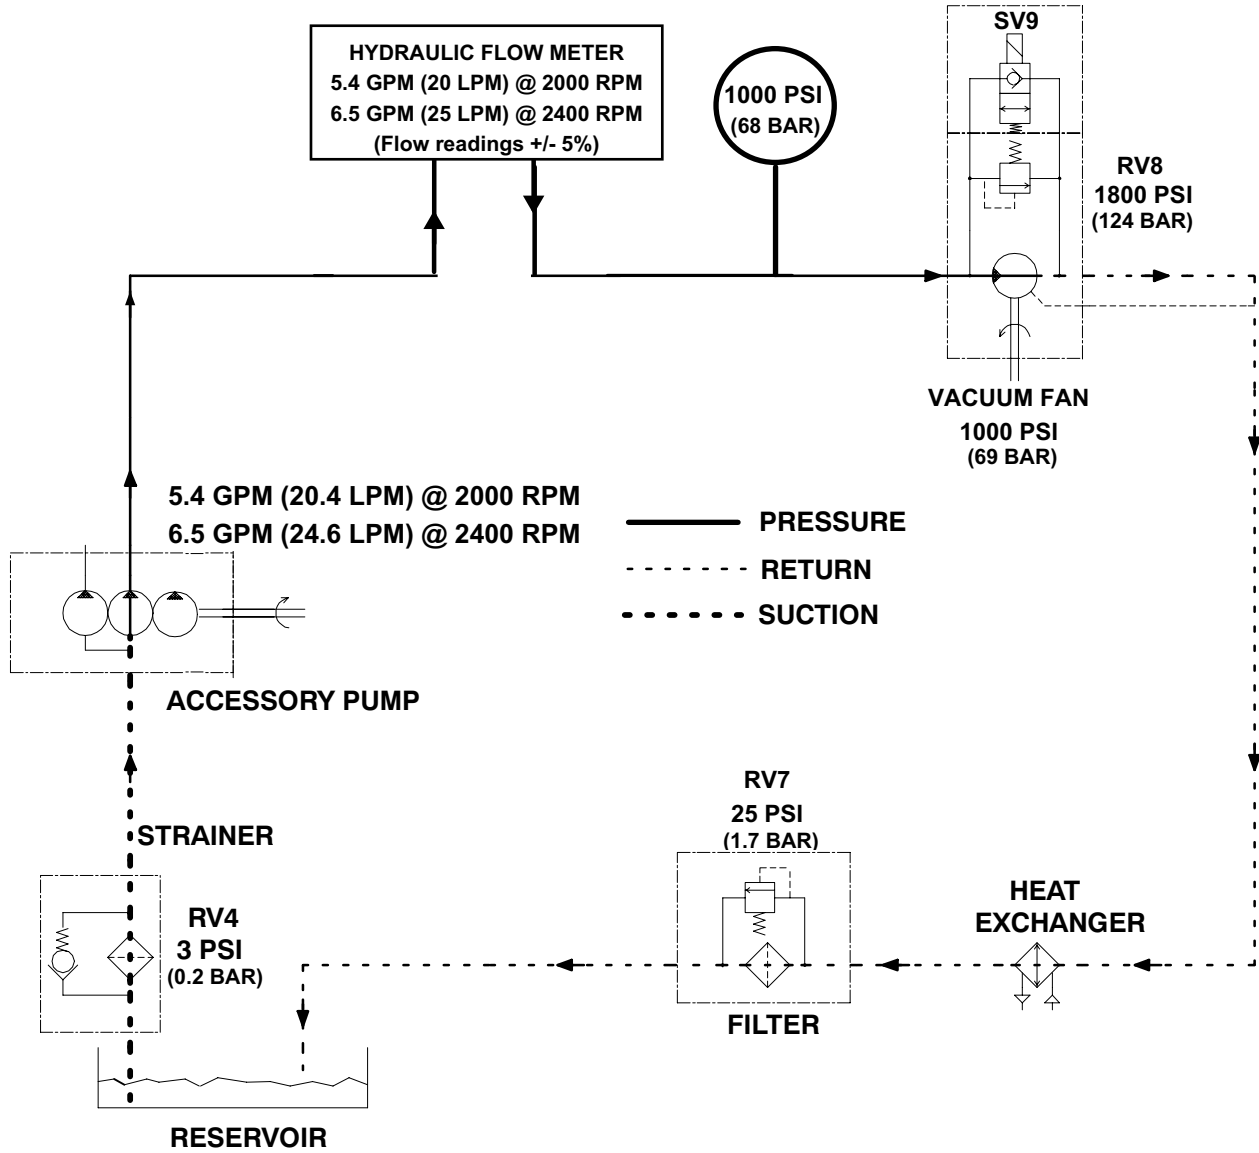 SV9
HYDRAULIC FLOW METER
5.4 GPM (20 LPM) @ 2000 RPM
6.5 GPM (25 LPM) @ 2400 RPM
(Flow readings +/- 5%)
1000 PSI
(68 BAR)
RV8
1800 PSI
(124 BAR)
VACUUM FAN
1000 PSI
(69 BAR)
5.4 GPM (20.4 LPM) @ 2000 RPM
6.5 GPM (24.6 LPM) @ 2400 RPM
PRESSURE
RETURN
SUCTION
ACCESSORY PUMP
STRAINER
RV4
3 PSI
(0.2 BAR)
RV7
25 PSI
(1.7 BAR)
FILTER
HEAT
EXCHANGER
RESERVOIR